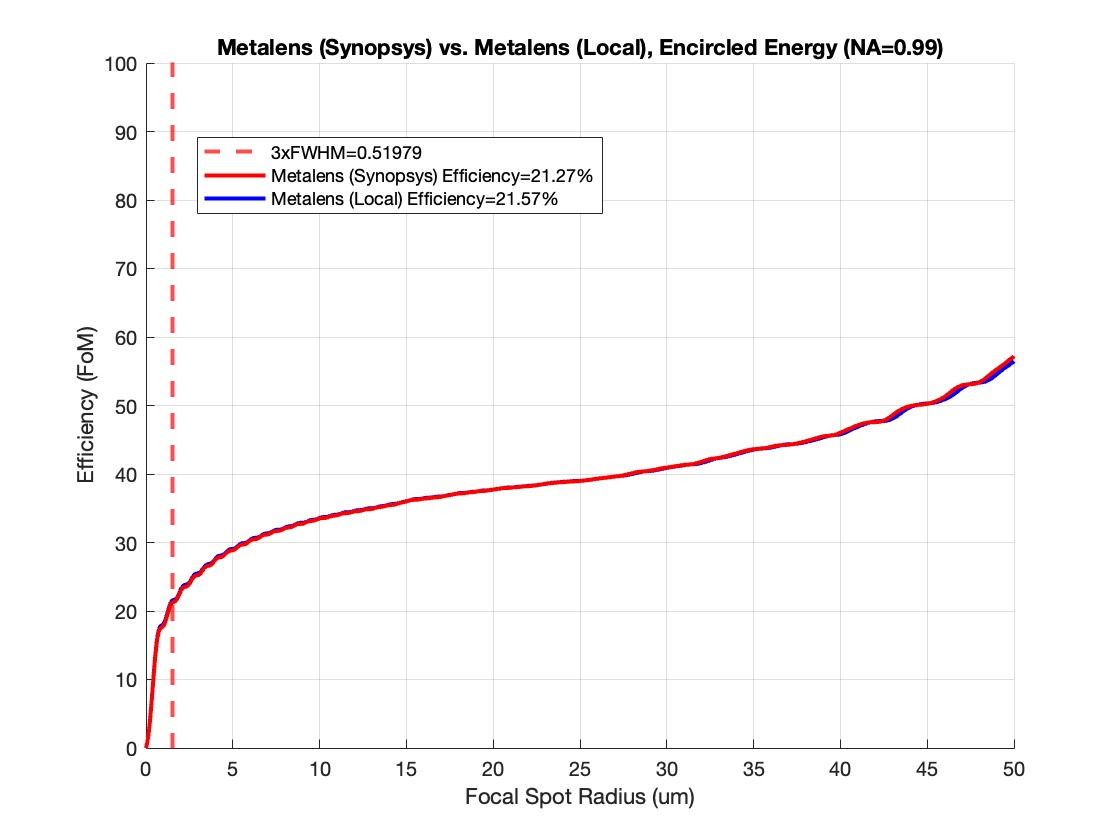 Metalens (Synopsys) vs. Metalens (Local), Encircled Energy (NA=0.99)
100
90
3xFWHM=0.51979
Metalens (Synopsys) Efficiency=21.27%
Metalens (Local) Efficiency=21.57%
80
70
60
50
40
30
20
10
0
Efficiency (FoM)
0 5 10 15 20 25 30 35 40 45 50
Focal Spot Radius (um)